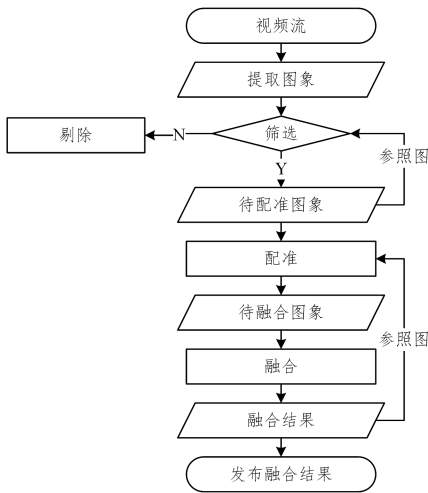 视频流
提取图象
剔除
N
筛选
参照图
Y
待配准图象
配准
待融合图象
参照图
融合
融合结果
发布融合结果